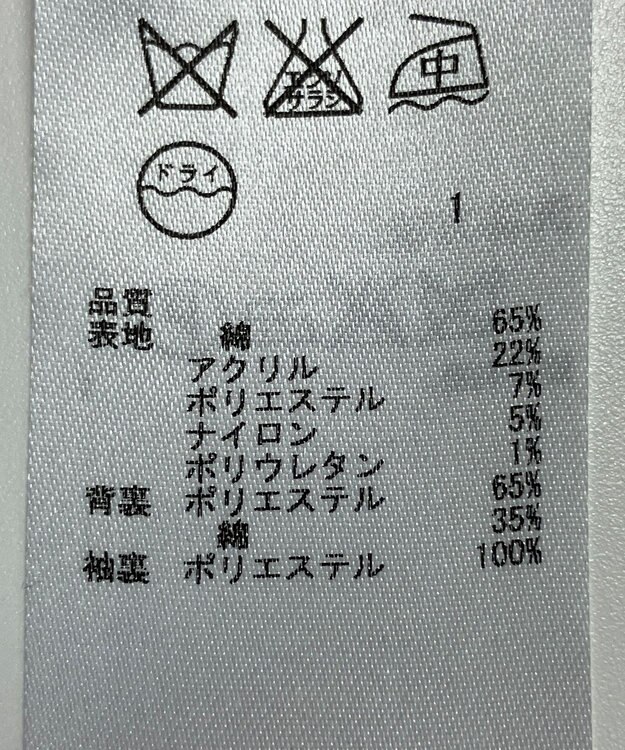 エンソ
サラシ
中
ドライ
1
品質
表地 綿 65%
アクリル 22%
ポリエステル 7%
ナイロン 5%
ポリウレタン 1%
背裏 ポリエステル 65%
綿 35%
袖裏 ポリエステル 100%